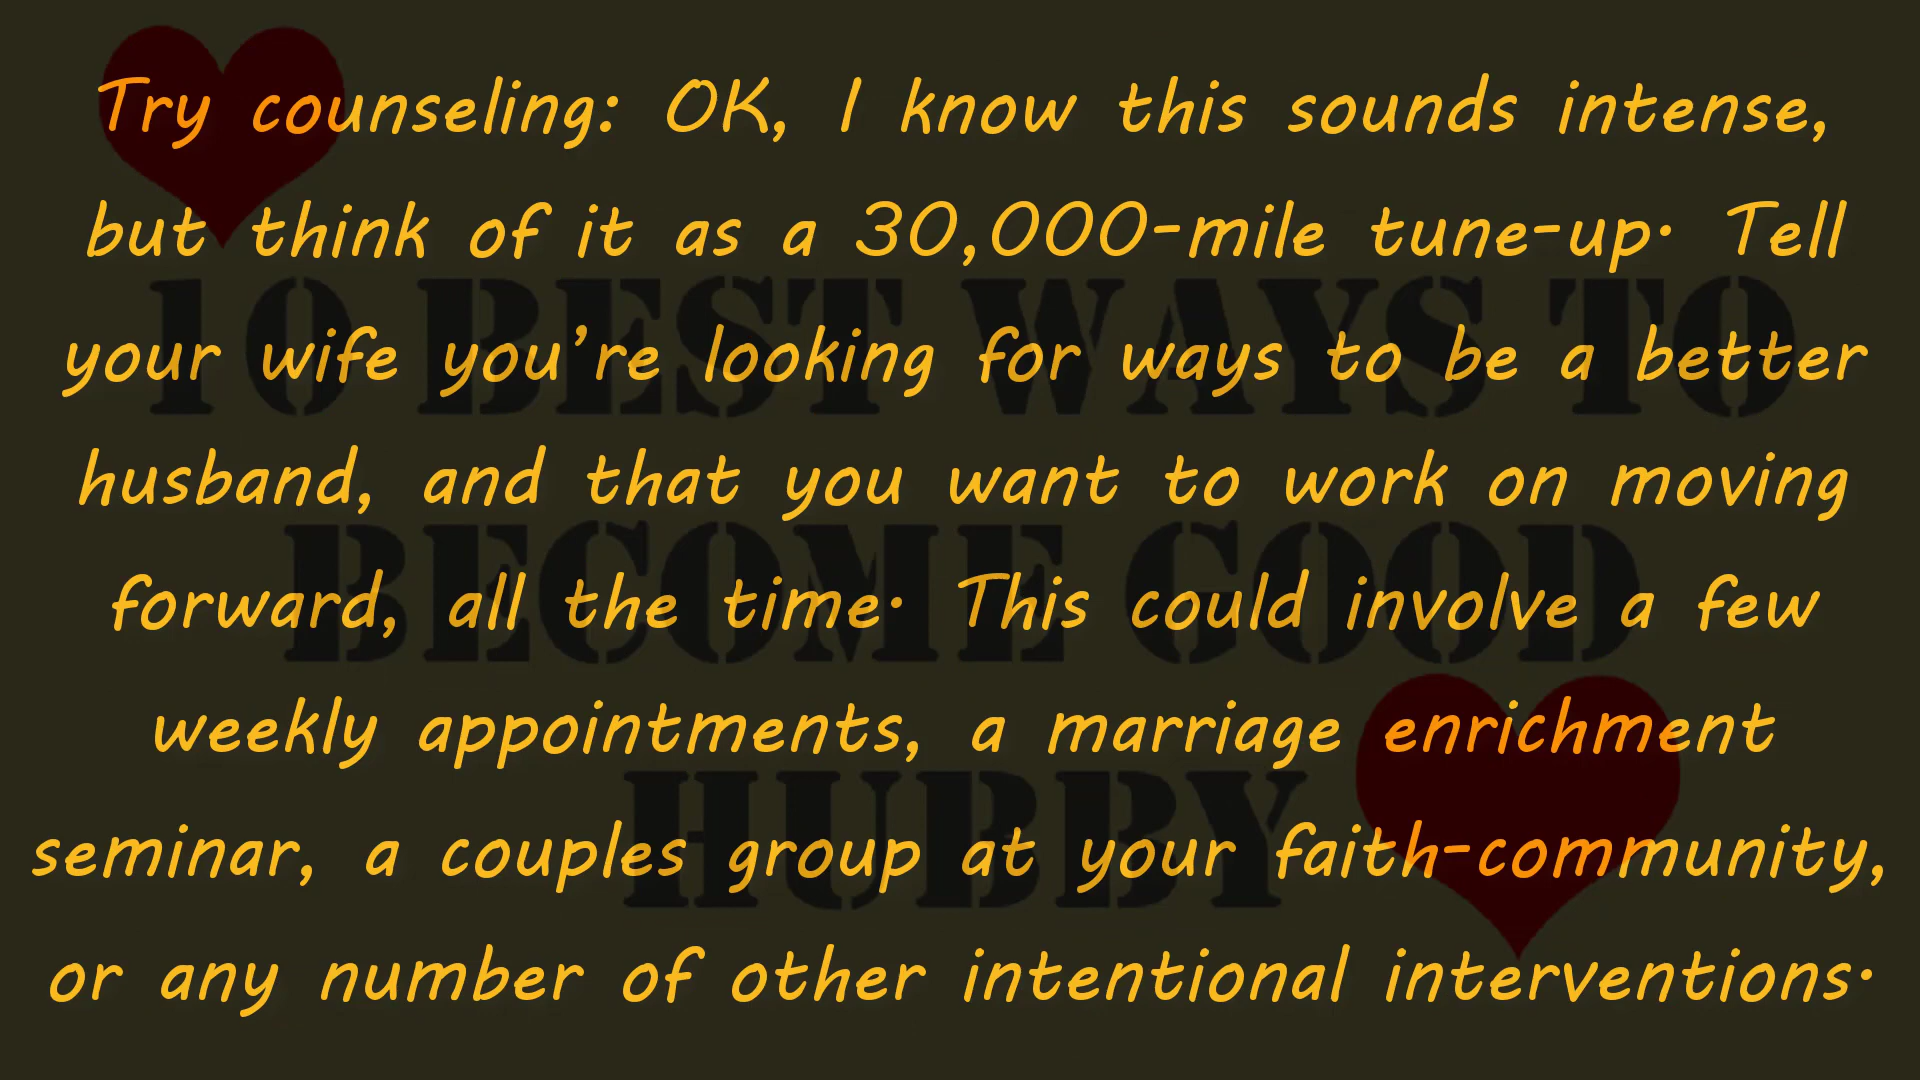 Try counseling: OK, I know this sounds intense,
but think of it as a 30,000-mile tune-up. Tell
your wife you're looking for ways to be a better
husband, and that you want to work on moving
forward, all the time. This could involve a few
weekly appointments, a marriage enrichment
seminar, a couples group at your faith-community,
or any number of other intentional interventions.
10 BEST WAYS TO
BECOME GOOD
HUBBY